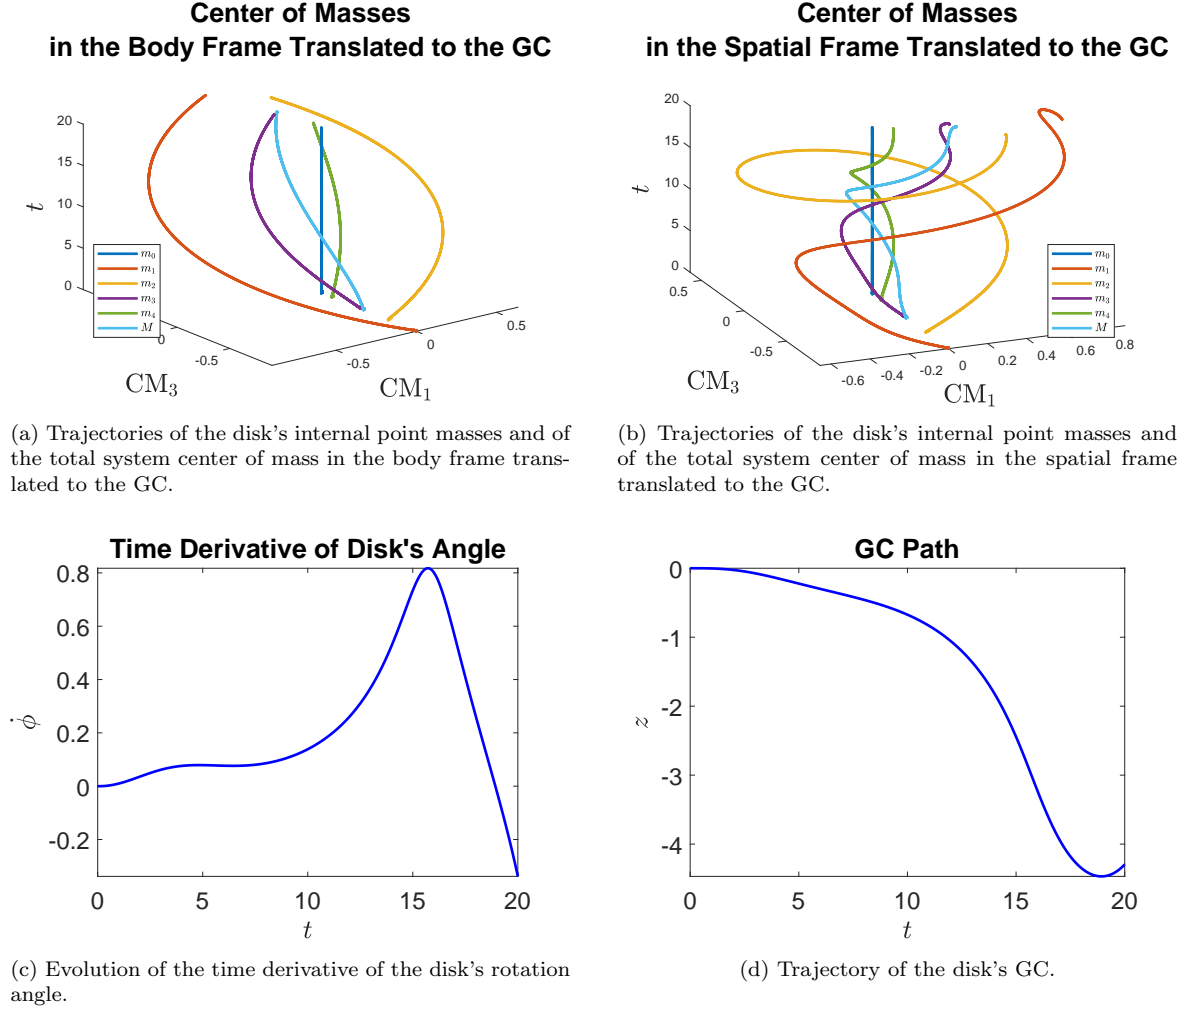 Center of Masses
in the Body Frame Translated to the GC
20
15
10
5
0
t
m₀
m₁
m₂
m₃
m₄
M
0
-0.5
-0.5
0
0.5
CM₃
CM₁
(a) Trajectories of the disk's internal point masses and of
the total system center of mass in the body frame trans-
lated to the GC.
Center of Masses
in the Spatial Frame Translated to the GC
20
15
10
5
0
t
0.5
0
-0.5
-0.6
-0.4
-0.2
0
0.2
0.4
0.6
0.8
m₀
m₁
m₂
m₃
m₄
M
CM₃
CM₁
(b) Trajectories of the disk's internal point masses and
of the total system center of mass in the spatial frame
translated to the GC.
Time Derivative of Disk's Angle
0.8
0.6
0.4
0.2
0
-0.2
ϕ̇
0 5 10 15 20
t
(c) Evolution of the time derivative of the disk's rotation
angle.
GC Path
0
-1
-2
-3
-4
z
0 5 10 15 20
t
(d) Trajectory of the disk's GC.